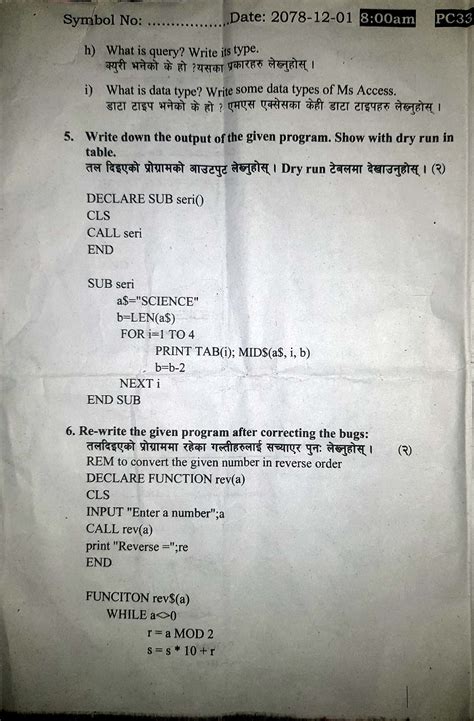 Symbol No: ................... Date: 2078-12-01 8:00am PC33
h) What is query? Write its type.
क्युरी भनेको के हो ?यसका प्रकारहरु लेख्नुहोस् ।
i) What is data type? Write some data types of Ms Access.
डाटा टाइप भनेको के हो ? एमएस एक्सेसका केही डाटा टाइपहरु लेख्नुहोस् ।
5. Write down the output of the given program. Show with dry run in
table.
तल दिइएको प्रोग्रामको आउटपुट लेख्नुहोस् । Dry run टेबलमा देखाउनुहोस् । (२)
DECLARE SUB seri()
CLS
CALL seri
END
SUB seri
a$="SCIENCE"
b=LEN(a$)
FOR i=1 TO 4
PRINT TAB(i); MID$(a$, i, b)
b=b-2
NEXT i
END SUB
6. Re-write the given program after correcting the bugs:
तलदिइएको प्रोग्राममा रहेका गल्तीहरुलाई सच्याएर पुनः लेख्नुहोस् । (२)
REM to convert the given number in reverse order
DECLARE FUNCTION rev(a)
CLS
INPUT "Enter a number";a
CALL rev(a)
print "Reverse =";re
END
FUNCITON rev$(a)
WHILE a<>0
r = a MOD 2
s = s * 10 + r